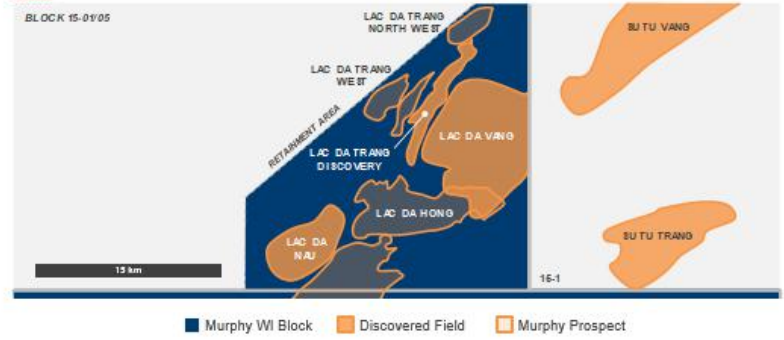 BLOCK 15-01/05
LAC DA TRANG
NORTH WEST
SU TU VANG
LAC DA TRANG
WEST
RETAINMENT AREA
LAC DA VANG
LAC DA TRANG
DISCOVERY
LAC DA HONG
LAC DA
NAU
SU TU TRANG
15 km
15-1
Murphy WI Block
Discovered Field
Murphy Prospect